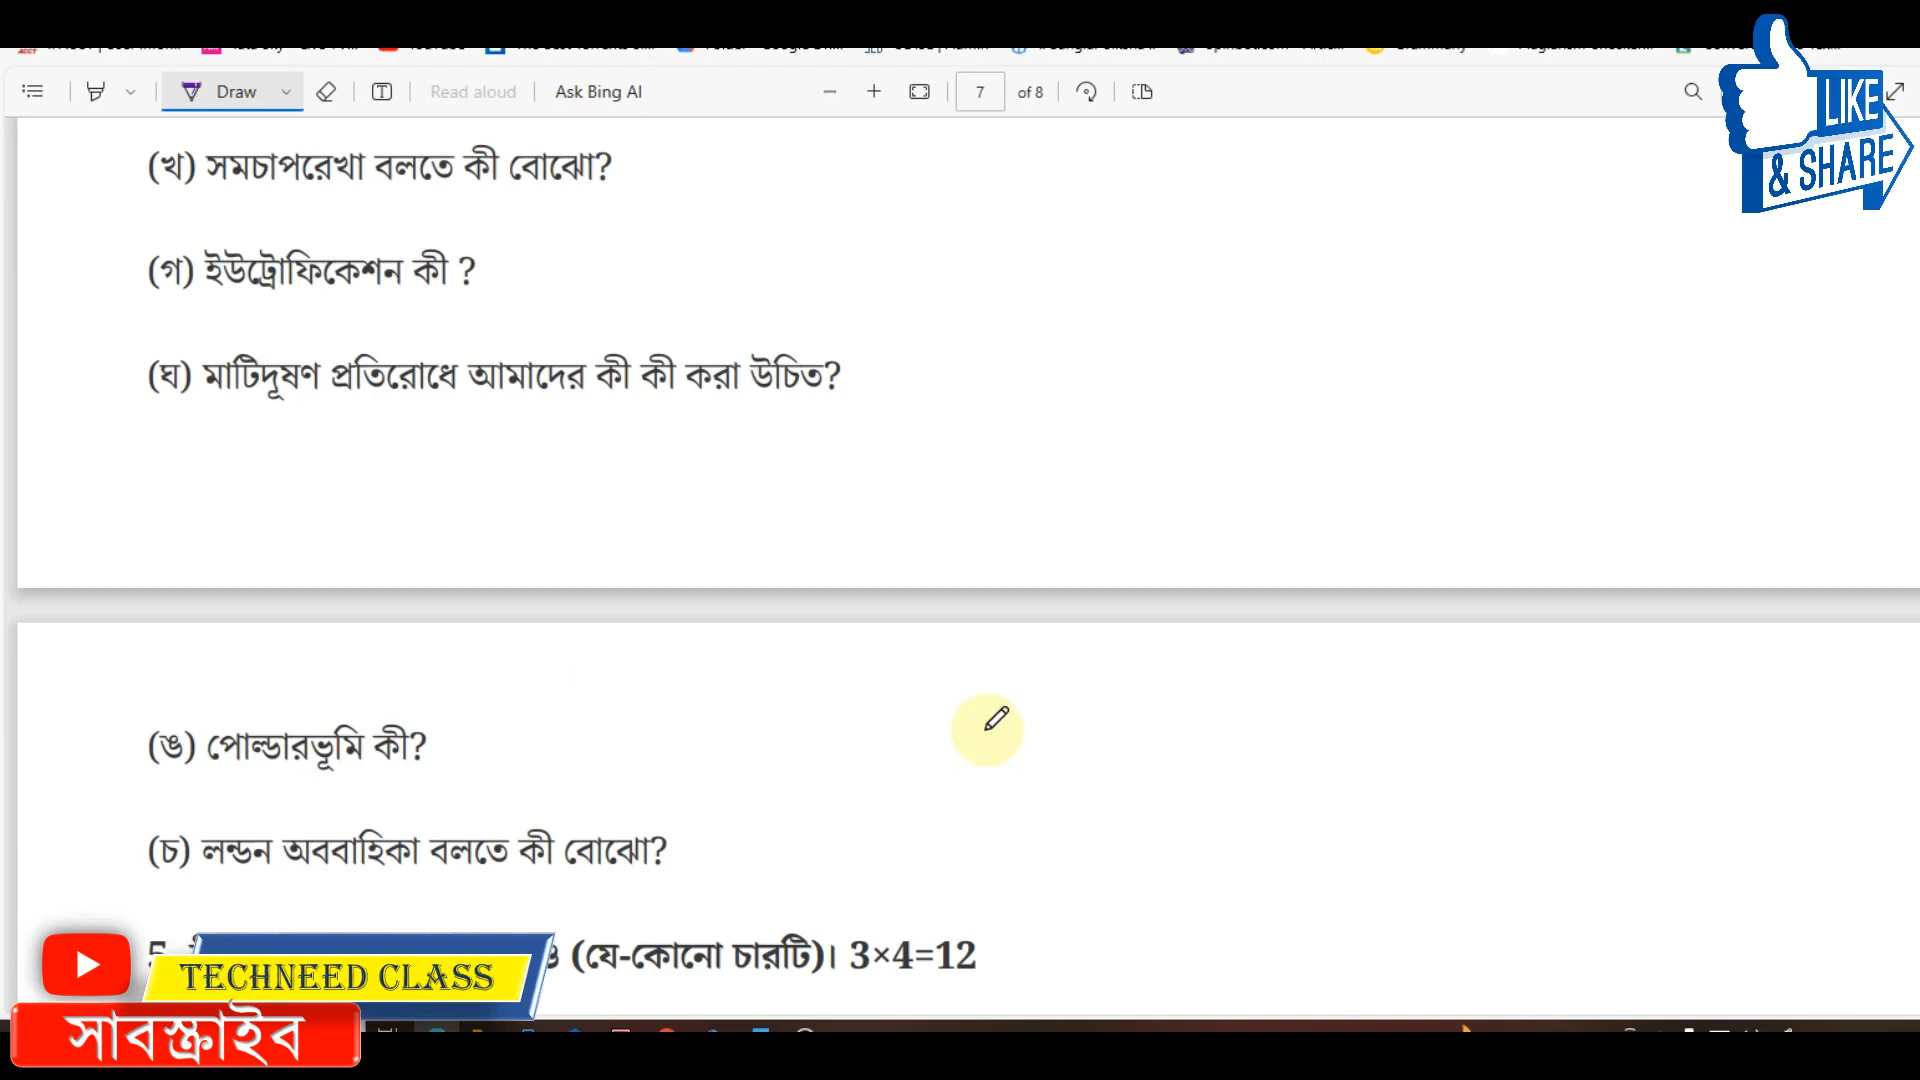 Draw
Read aloud
Ask Bing AI
7
of 8
LIKE
& SHARE
(খ) সমচাপরেখা বলতে কী বোঝো?
(গ) ইউট্রোফিকেশন কী ?
(ঘ) মাটিদূষণ প্রতিরোধে আমাদের কী কী করা উচিত?
(ঙ) পোল্ডারভূমি কী?
(চ) লন্ডন অববাহিকা বলতে কী বোঝো?
(যে-কোনো চারটি)। 3×4=12
TECHNEED CLASS
সাবস্ক্রাইব